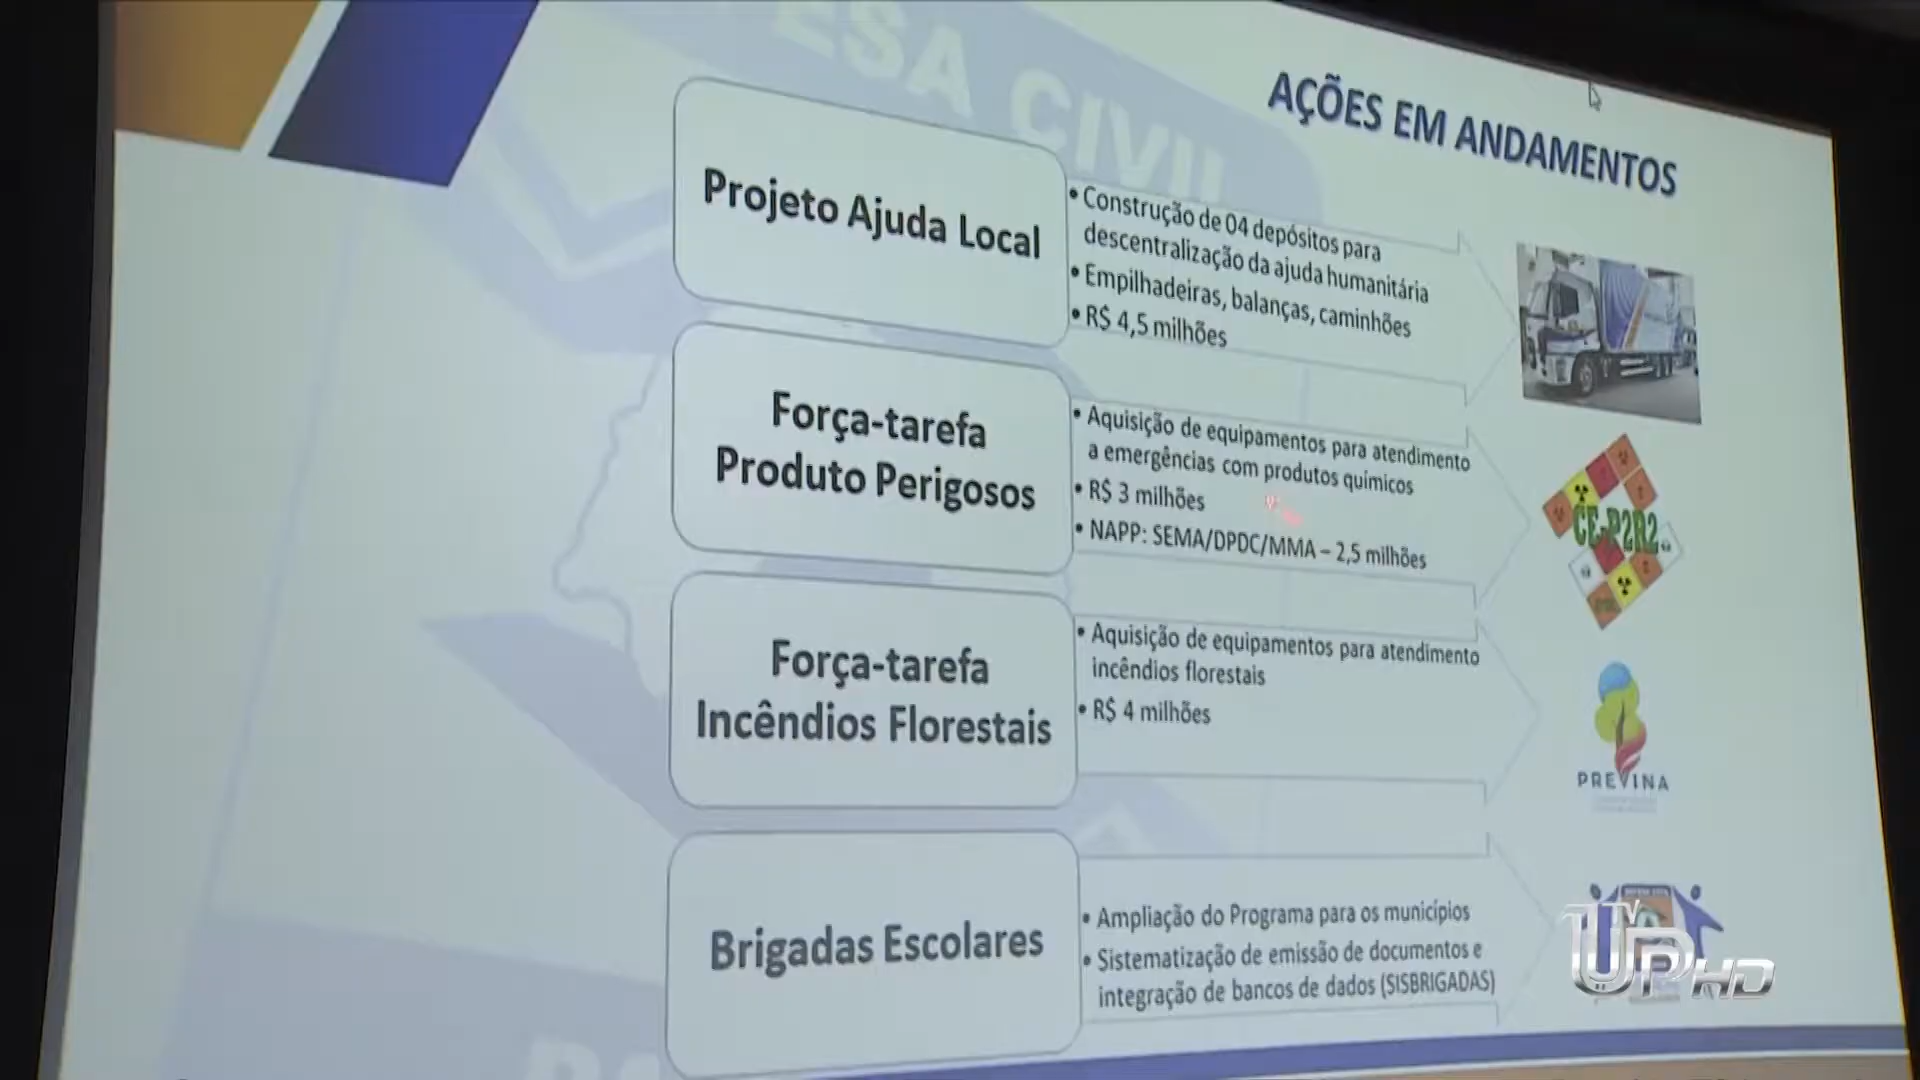 ESA CIVIL
AÇÕES EM ANDAMENTOS
Projeto Ajuda Local
• Construção de 04 depósitos para
descentralização da ajuda humanitária
• Empilhadeiras, balanças, caminhões
• R$ 4,5 milhões
Força-tarefa
Produto Perigosos
• Aquisição de equipamentos para atendimento
a emergências com produtos químicos
• R$ 3 milhões
• NAPP: SEMA/DPDC/MMA – 2,5 milhões
CE-P2R2
Força-tarefa
Incêndios Florestais
• Aquisição de equipamentos para atendimento
incêndios florestais
• R$ 4 milhões
PREVINA
Brigadas Escolares
• Ampliação do Programa para os municípios
• Sistematização de emissão de documentos e
integração de bancos de dados (SISBRIGADAS)
TV UP HD